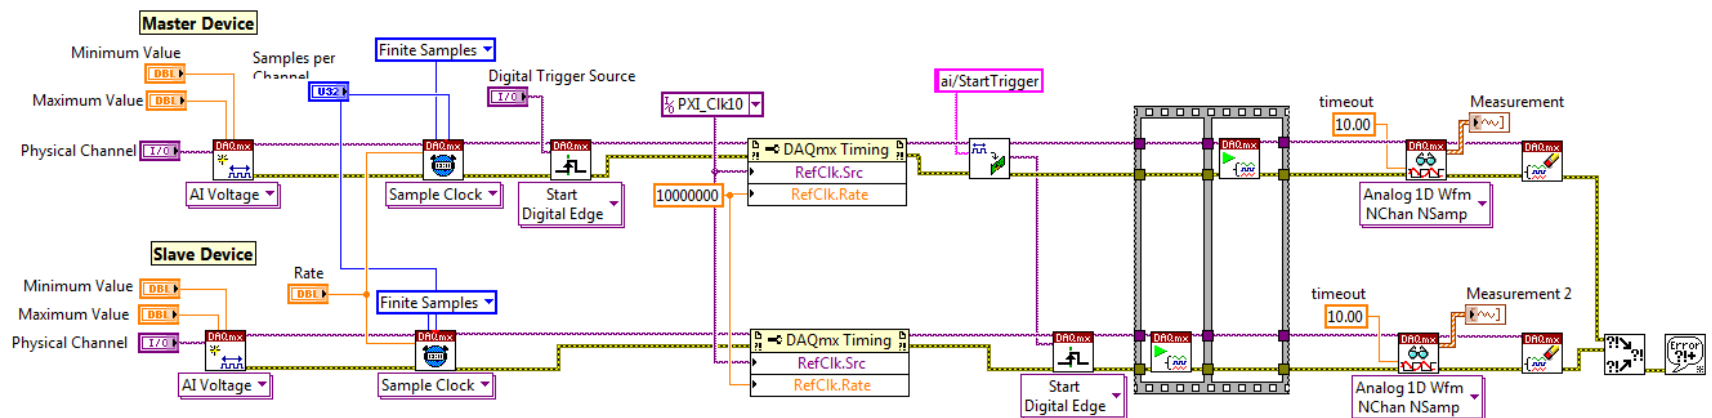 Master Device
Minimum Value
DBL
Maximum Value
DBL
Physical Channel
I/O
DAQmx
AI Voltage
Samples per
Channel
U32
Finite Samples
DAQmx
Sample Clock
Digital Trigger Source
I/O
DAQmx
Start
Digital Edge
PXI_Clk10
10000000
DAQmx Timing
RefClk.Src
RefClk.Rate
ai/StartTrigger
DAQmx
timeout
10.00
Measurement
DAQmx
Analog 1D Wfm
NChan NSamp
DAQmx
Slave Device
Minimum Value
DBL
Maximum Value
DBL
Physical Channel
I/O
DAQmx
AI Voltage
Rate
DBL
Finite Samples
DAQmx
Sample Clock
DAQmx Timing
RefClk.Src
RefClk.Rate
DAQmx
Start
Digital Edge
DAQmx
timeout
10.00
Measurement 2
DAQmx
Analog 1D Wfm
NChan NSamp
DAQmx
?!
?!
?!
Error
?!+